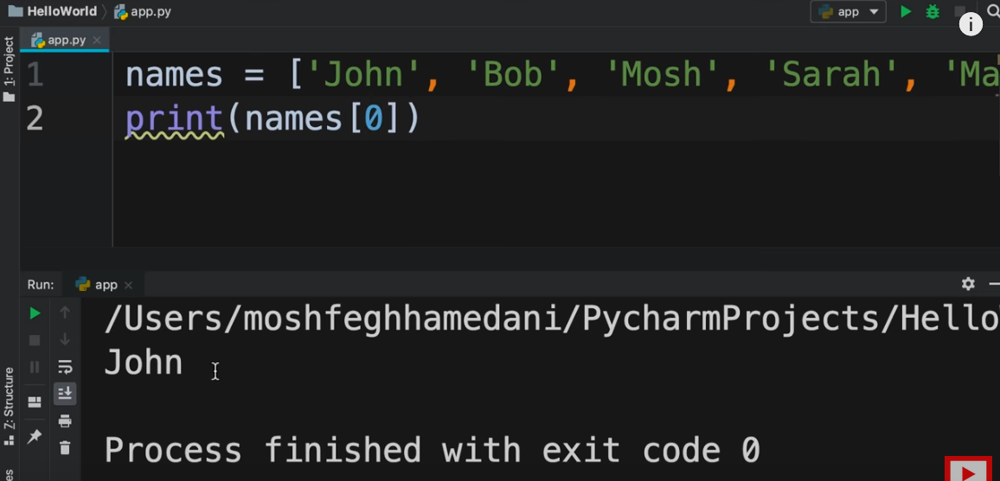 HelloWorld app.py
app
1: Project
app.py
1 names = ['John', 'Bob', 'Mosh', 'Sarah', 'Ma
2 print(names[0])
Run: app
/Users/moshfeghhamedani/PycharmProjects/Hello
John
Process finished with exit code 0
Z: Structure